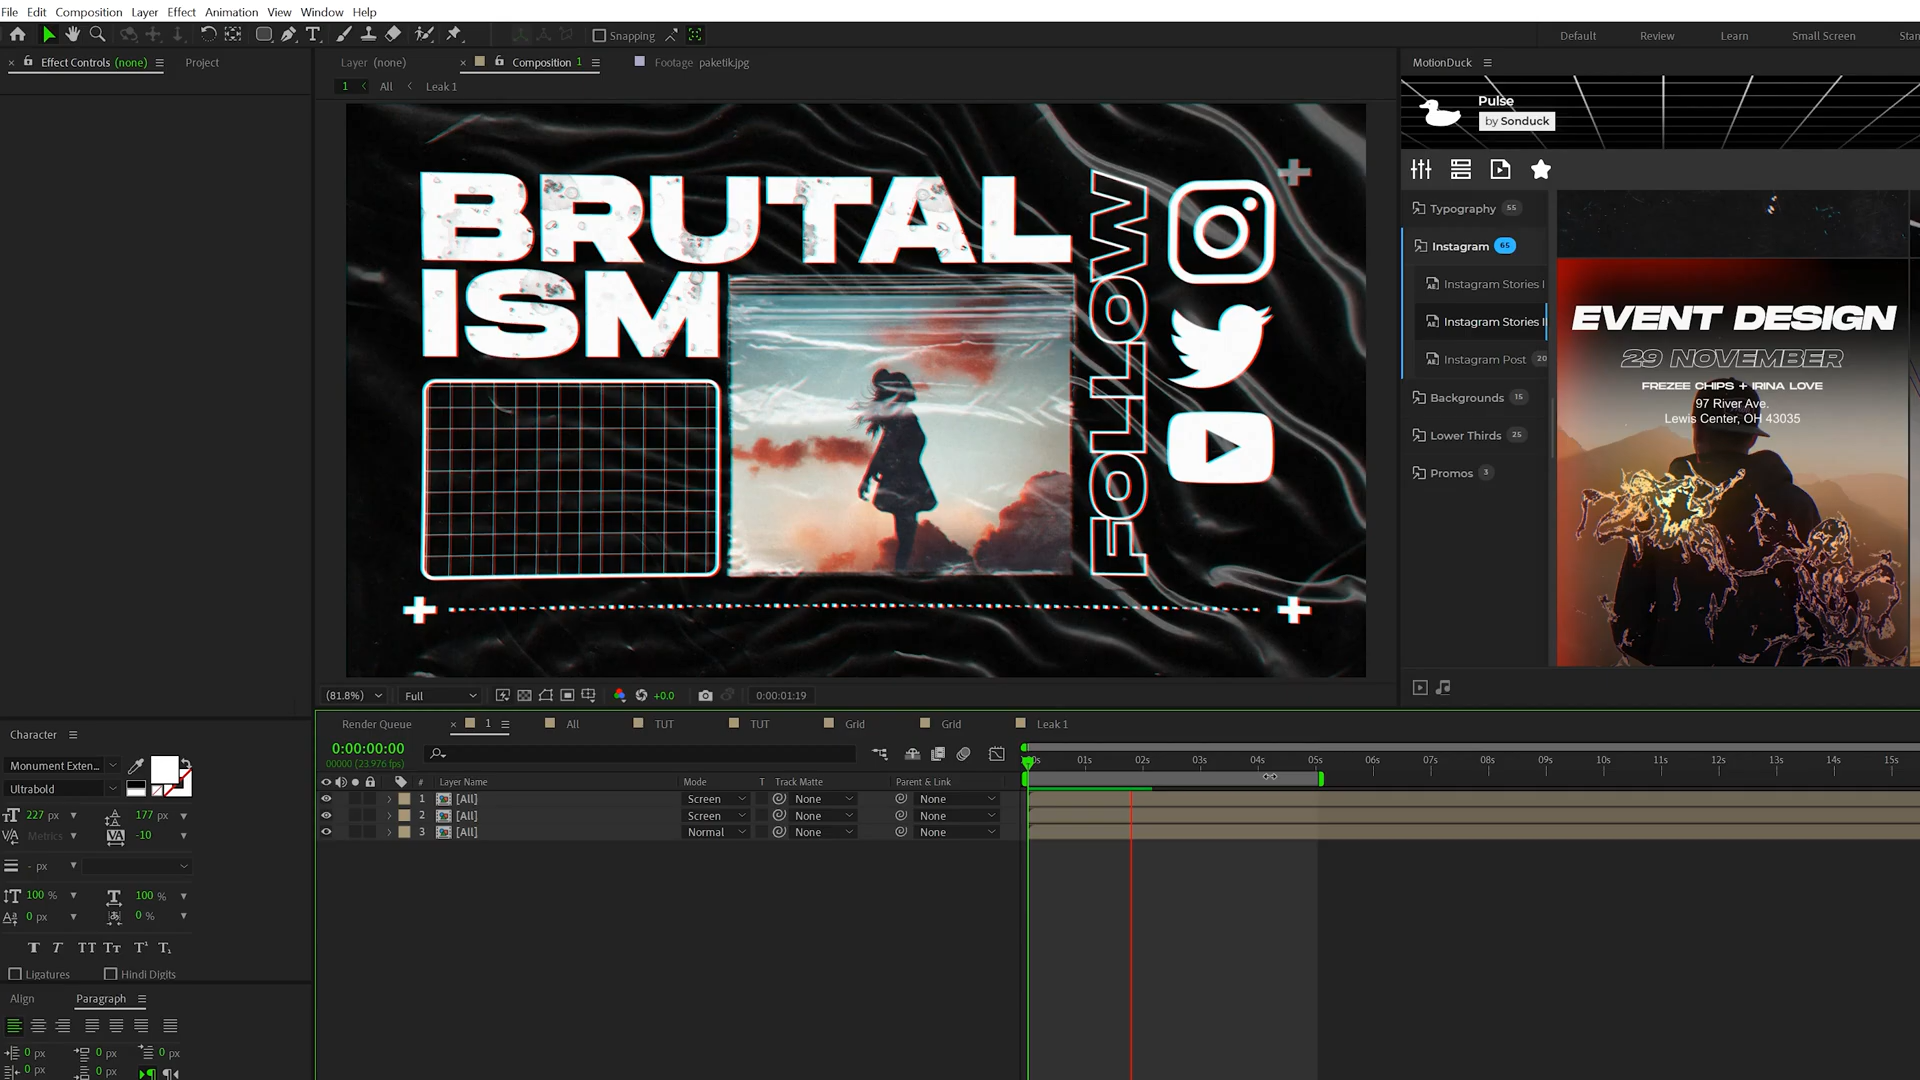 File Edit Composition Layer Effect Animation View Window Help
Snapping
Default Review Learn Small Screen
Effect Controls (none) Project
Layer (none) Composition 1 Footage paketik.jpg
1 All Leak 1
BRUTAL
ISM
FOLLOW
(81.8%) Full +0.0 0:00:01:19
MotionDuck
Pulse
by Sonduck
Typography 55
Instagram 65
Instagram Stories I
Instagram Stories II
Instagram Post 20
Backgrounds 15
Lower Thirds 25
Promos 3
EVENT DESIGN
29 NOVEMBER
FREZEE CHIPS + IRINA LOVE
97 River Ave.
Lewis Center, OH 43035
Character
Monument Exten...
Ultrabold
227 px 177 px
Metrics -10
- px
100 % 100 %
0 px 0 %
T T TT Tt T¹ T₁
Ligatures Hindi Digits
Align Paragraph
0 px 0 px 0 px
0 px 0 px
Render Queue 1 All TUT TUT Grid Grid Leak 1
0:00:00:00
00000 (23.976 fps)
# Layer Name Mode T Track Matte Parent & Link
1 [All] Screen None None
2 [All] Screen None None
3 [All] Normal None None
01s 02s 03s 04s 05s 06s 07s 08s 09s 10s 11s 12s 13s 14s 15s